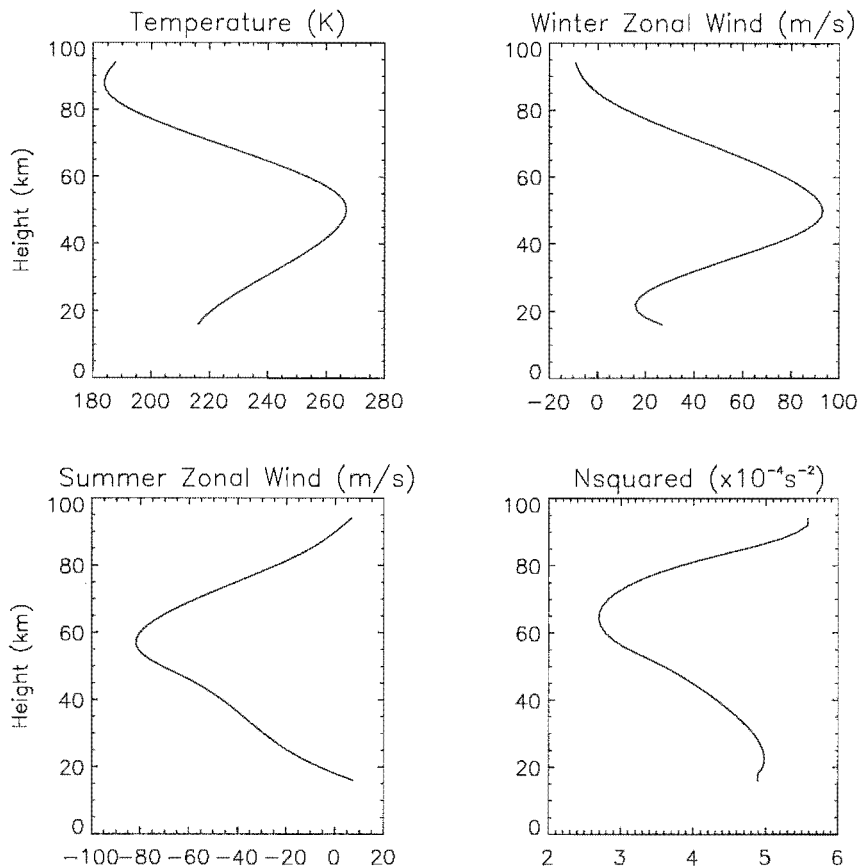 Temperature (K)
100
80
60
40
20
0
Height (km)
180 200 220 240 260 280
Winter Zonal Wind (m/s)
100
80
60
40
20
0
-20 0 20 40 60 80 100
Summer Zonal Wind (m/s)
100
80
60
40
20
0
Height (km)
-100 -80 -60 -40 -20 0 20
Nsquared (x10⁻⁴s⁻²)
100
80
60
40
20
0
2 3 4 5 6